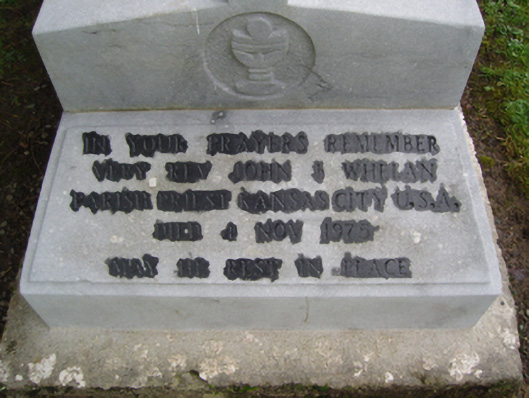 IN YOUR PRAYERS REMEMBER
VERY REV JOHN J WHELAN
PARISH PRIEST KANSAS CITY U.S.A.
DIED 4 NOV 1975
MAY HE REST IN PEACE